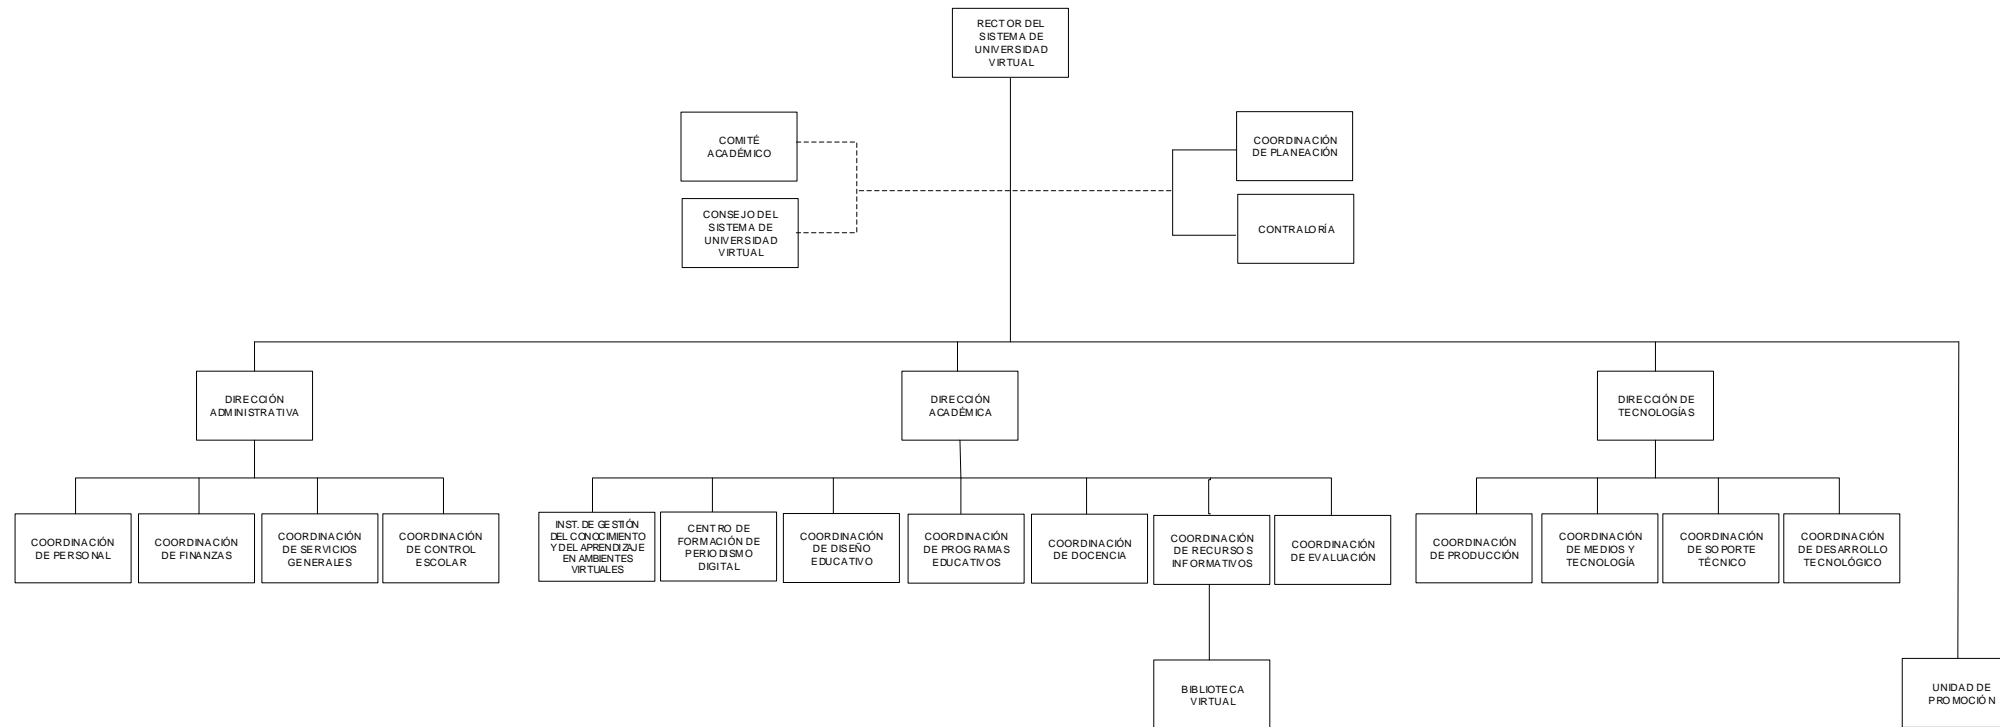 RECTOR DEL
SISTEMA DE
UNIVERSIDAD
VIRTUAL
COMITÉ
ACADÉMICO
COORDINACIÓN
DE PLANEACIÓN
CONSEJO DEL
SISTEMA DE
UNIVERSIDAD
VIRTUAL
CONTRALORÍA
DIRECCIÓN
ADMINISTRATIVA
DIRECCIÓN
ACADÉMICA
DIRECCIÓN DE
TECNOLOGÍAS
COORDINACIÓN
DE PERSONAL
COORDINACIÓN
DE FINANZAS
COORDINACIÓN
DE SERVICIOS
GENERALES
COORDINACIÓN
DE CONTROL
ESCOLAR
INST. DE GESTIÓN
DEL CONOCIMIENTO
Y DEL APRENDIZAJE
EN AMBIENTES
VIRTUALES
CENTRO DE
FORMACIÓN DE
PERIODISMO
DIGITAL
COORDINACIÓN
DE DISEÑO
EDUCATIVO
COORDINACIÓN
DE PROGRAMAS
EDUCATIVOS
COORDINACIÓN
DE DOCENCIA
COORDINACIÓN
DE RECURSOS
INFORMATIVOS
COORDINACIÓN
DE EVALUACIÓN
COORDINACIÓN
DE PRODUCCIÓN
COORDINACIÓN
DE MEDIOS Y
TECNOLOGÍA
COORDINACIÓN
DE SOPORTE
TÉCNICO
COORDINACIÓN
DE DESARROLLO
TECNOLÓGICO
BIBLIOTECA
VIRTUAL
UNIDAD DE
PROMOCIÓN